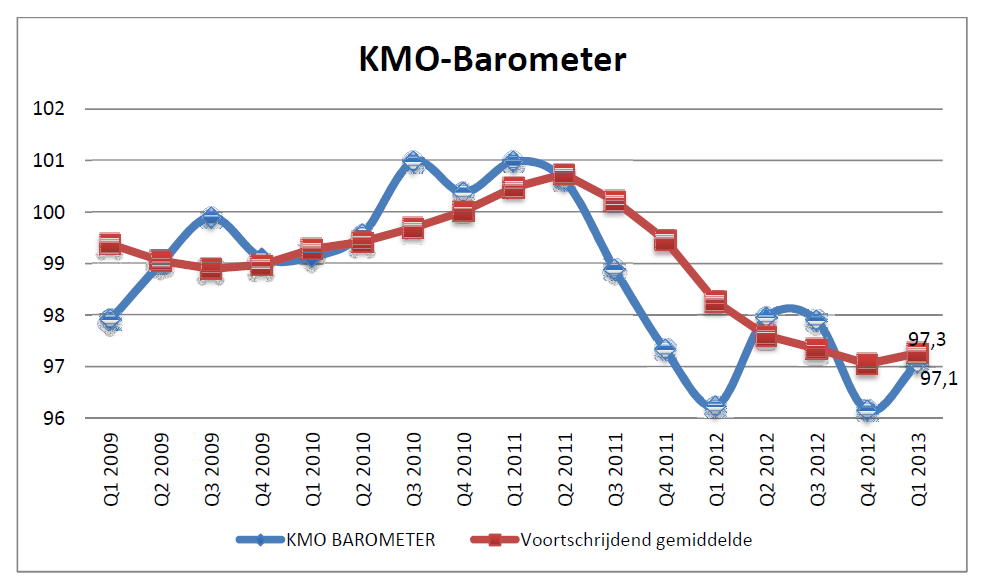 KMO-Barometer
102
101
100
99
98
97
96
97,3
97,1
Q1 2009
Q2 2009
Q3 2009
Q4 2009
Q1 2010
Q2 2010
Q3 2010
Q4 2010
Q1 2011
Q2 2011
Q3 2011
Q4 2011
Q1 2012
Q2 2012
Q3 2012
Q4 2012
Q1 2013
KMO BAROMETER
Voortschrijdend gemiddelde